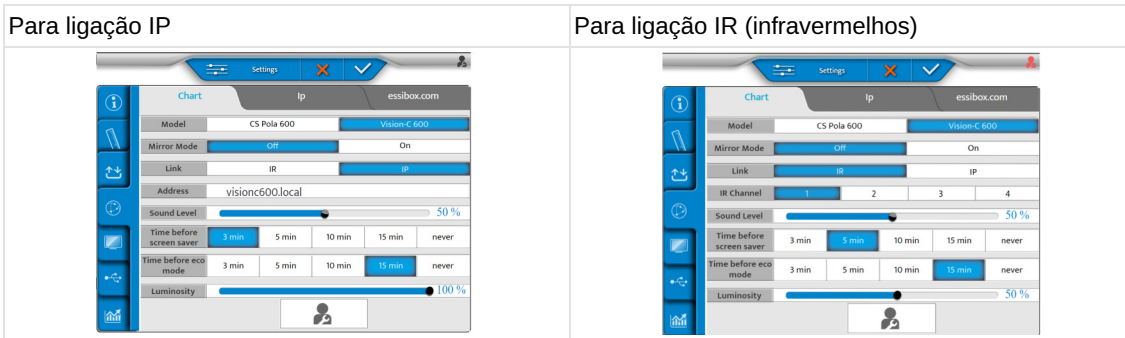 Para ligação IP
Settings
Chart Ip essibox.com
Model CS Pola 600 Vision-C 600
Mirror Mode Off On
Link IR IP
Address visionc600.local
Sound Level 50 %
Time before
screen saver 3 min 5 min 10 min 15 min never
Time before eco
mode 3 min 5 min 10 min 15 min never
Luminosity 100 %
Para ligação IR (infravermelhos)
Settings
Chart Ip essibox.com
Model CS Pola 600 Vision-C 600
Mirror Mode Off On
Link IR IP
IR Channel 1 2 3 4
Sound Level 50 %
Time before
screen saver 3 min 5 min 10 min 15 min never
Time before eco
mode 3 min 5 min 10 min 15 min never
Luminosity 50 %